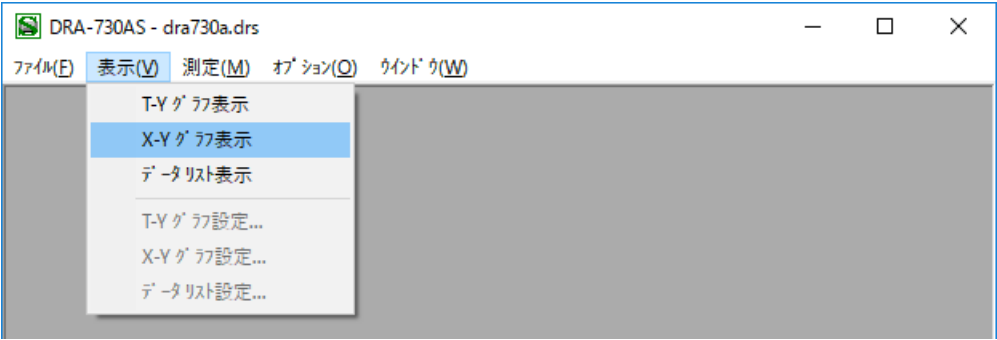 DRA-730AS - dra730a.drs
ﾌｧｲﾙ(F) 表示(V) 測定(M) ｵﾌﾟｼｮﾝ(O) ｳｲﾝﾄﾞｳ(W)
T-Y ｸﾞﾗﾌ表示
X-Y ｸﾞﾗﾌ表示
ﾃﾞｰﾀ ﾘｽﾄ表示
T-Y ｸﾞﾗﾌ設定...
X-Y ｸﾞﾗﾌ設定...
ﾃﾞｰﾀ ﾘｽﾄ設定...